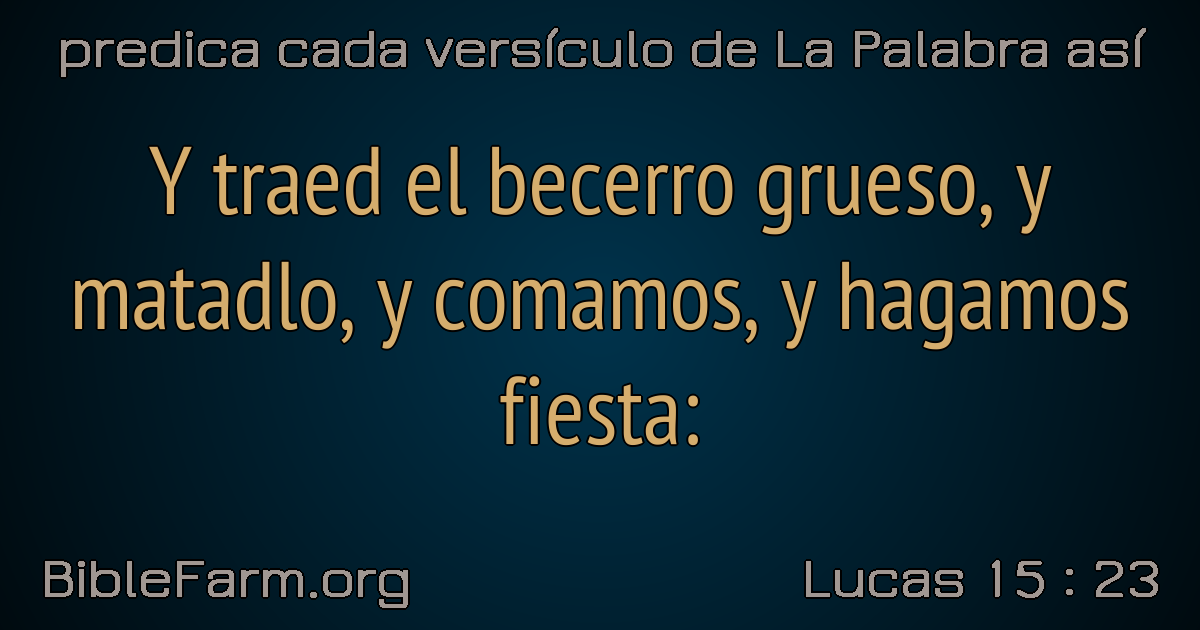 predica cada versículo de La Palabra así
Y traed el becerro grueso, y
matadlo, y comamos, y hagamos
fiesta:
BibleFarm.org
Lucas 15 : 23